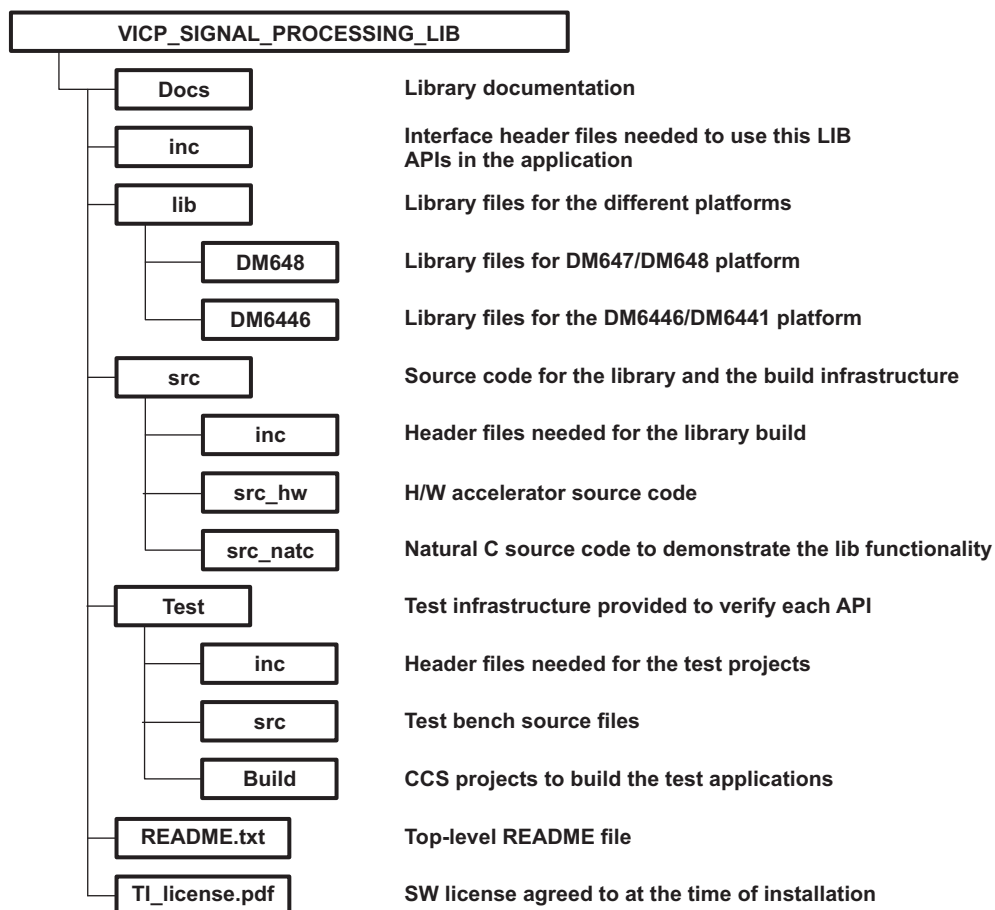 VICP_SIGNAL_PROCESSING_LIB
Docs Library documentation
inc Interface header files needed to use this LIB
APIs in the application
lib Library files for the different platforms
DM648 Library files for DM647/DM648 platform
DM6446 Library files for the DM6446/DM6441 platform
src Source code for the library and the build infrastructure
inc Header files needed for the library build
src_hw H/W accelerator source code
src_natc Natural C source code to demonstrate the lib functionality
Test Test infrastructure provided to verify each API
inc Header files needed for the test projects
src Test bench source files
Build CCS projects to build the test applications
README.txt Top-level README file
TI_license.pdf SW license agreed to at the time of installation